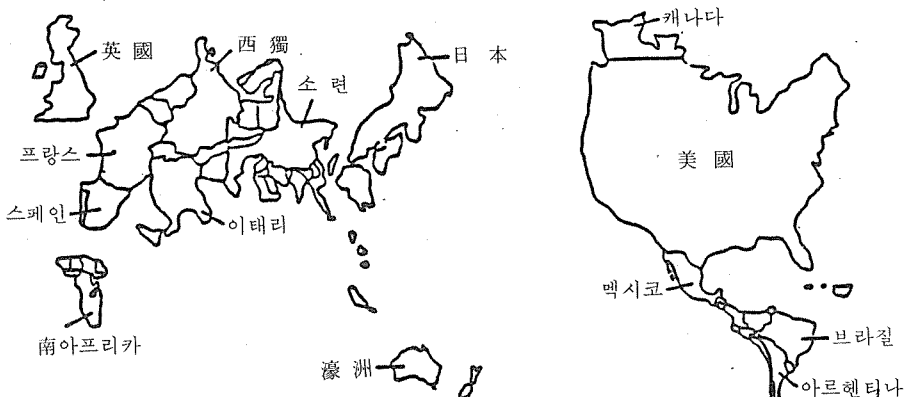 英國
西獨
日本
소련
프랑스
스페인
이태리
南아프리카
濠洲
캐나다
美國
멕시코
브라질
아르헨티나